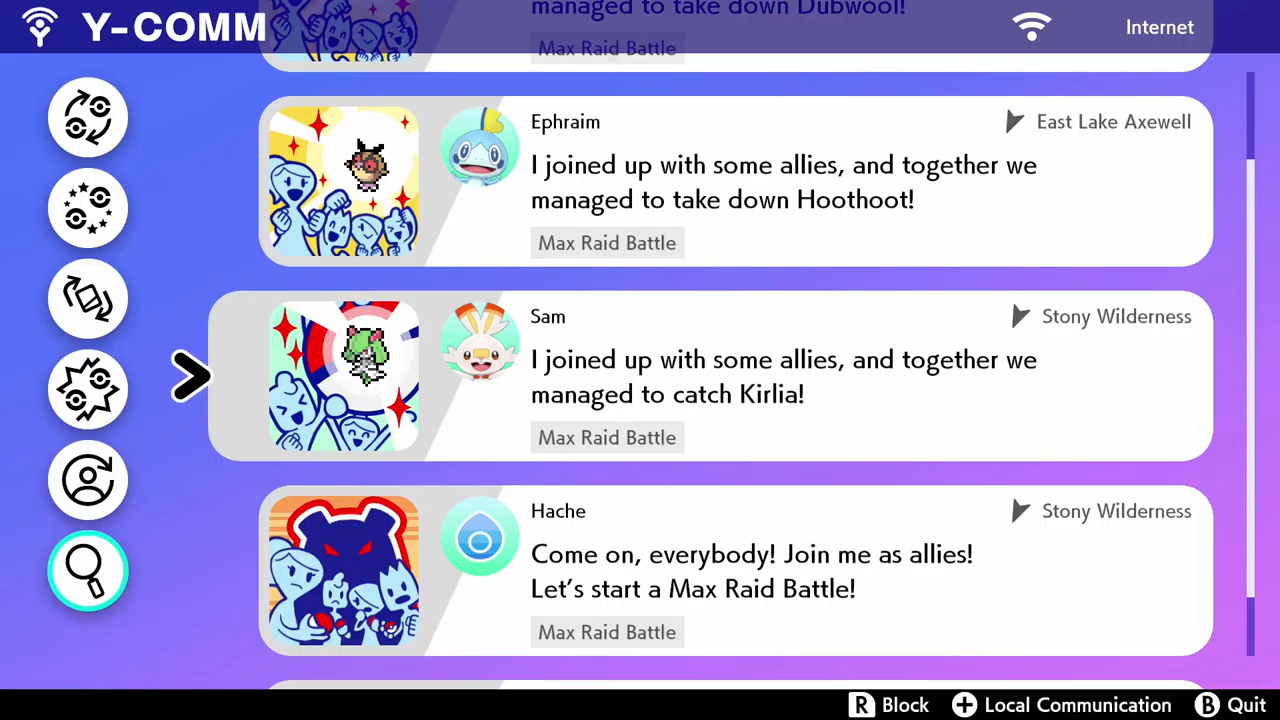 Y-COMM
Internet
managed to take down Dubwool!
Max Raid Battle
Ephraim
East Lake Axewell
I joined up with some allies, and together we
managed to take down Hoothoot!
Max Raid Battle
Sam
Stony Wilderness
I joined up with some allies, and together we
managed to catch Kirlia!
Max Raid Battle
Hache
Stony Wilderness
Come on, everybody! Join me as allies!
Let's start a Max Raid Battle!
Max Raid Battle
R Block + Local Communication B Quit